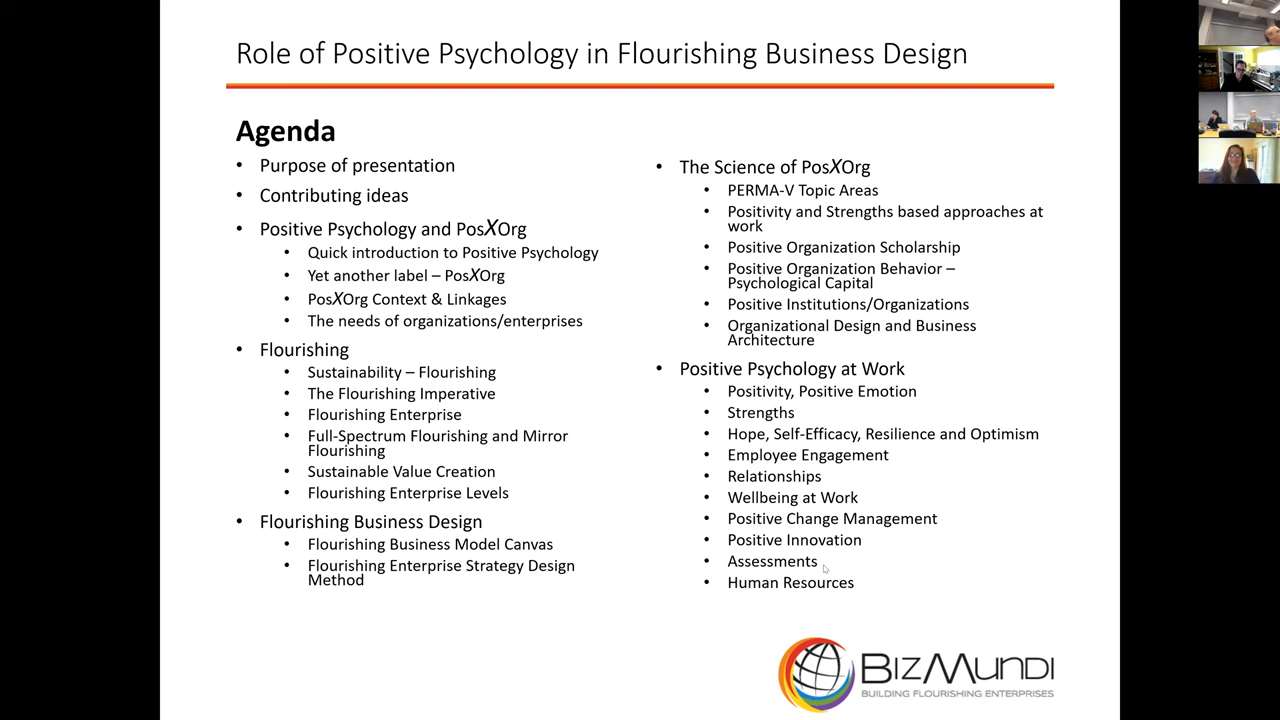 Role of Positive Psychology in Flourishing Business Design
Agenda
• Purpose of presentation
• Contributing ideas
• Positive Psychology and PosXOrg
• Quick introduction to Positive Psychology
• Yet another label – PosXOrg
• PosXOrg Context & Linkages
• The needs of organizations/enterprises
• Flourishing
• Sustainability – Flourishing
• The Flourishing Imperative
• Flourishing Enterprise
• Full-Spectrum Flourishing and Mirror
Flourishing
• Sustainable Value Creation
• Flourishing Enterprise Levels
• Flourishing Business Design
• Flourishing Business Model Canvas
• Flourishing Enterprise Strategy Design
Method
• The Science of PosXOrg
• PERMA-V Topic Areas
• Positivity and Strengths based approaches at
work
• Positive Organization Scholarship
• Positive Organization Behavior –
Psychological Capital
• Positive Institutions/Organizations
• Organizational Design and Business
Architecture
• Positive Psychology at Work
• Positivity, Positive Emotion
• Strengths
• Hope, Self-Efficacy, Resilience and Optimism
• Employee Engagement
• Relationships
• Wellbeing at Work
• Positive Change Management
• Positive Innovation
• Assessments
• Human Resources
BIZMUNDI
BUILDING FLOURISHING ENTERPRISES